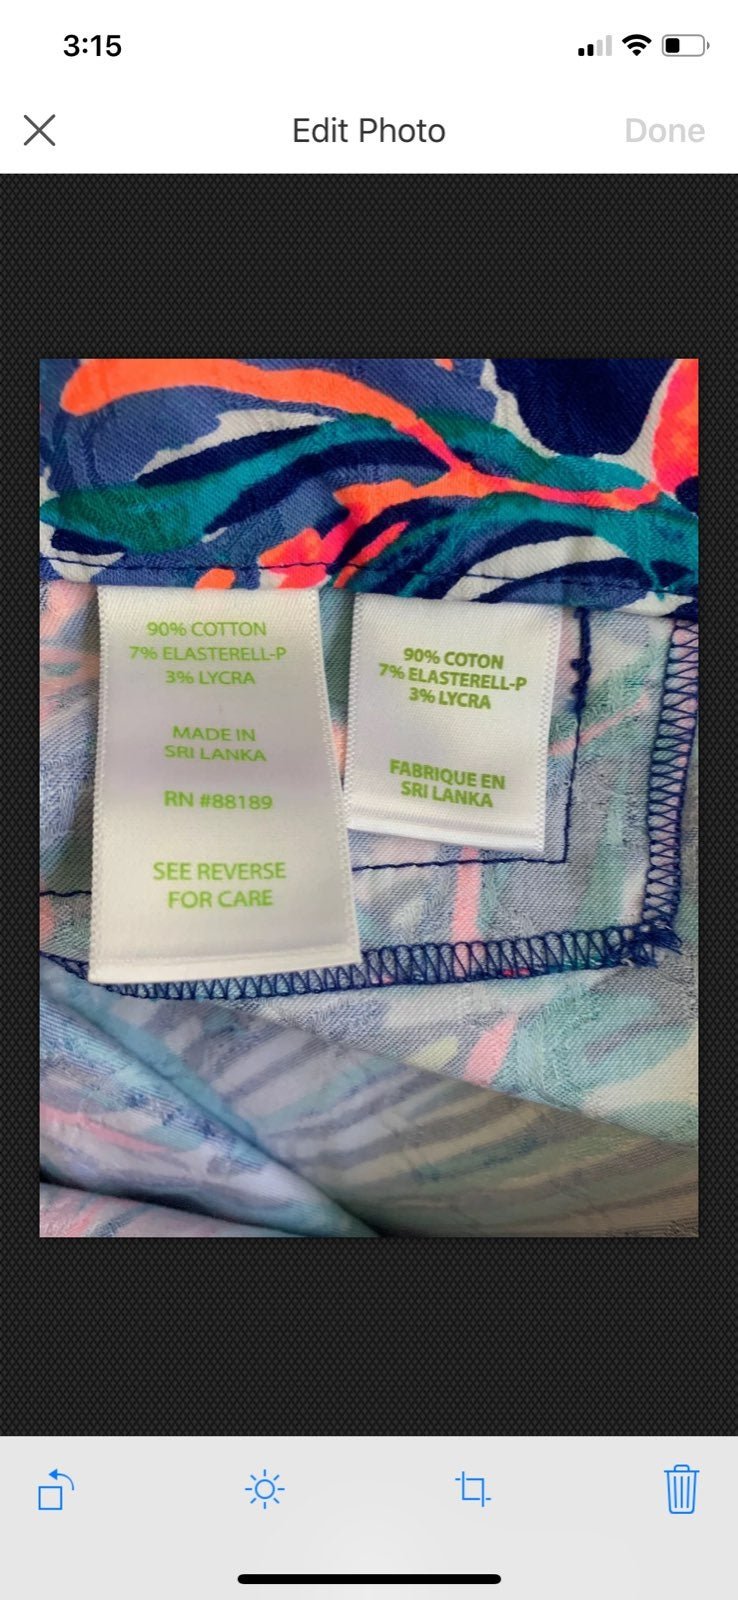 3:15
Edit Photo
Done
90% COTTON
7% ELASTERELL-P
3% LYCRA
MADE IN
SRI LANKA
RN #88189
SEE REVERSE
FOR CARE
90% COTON
7% ELASTERELL-P
3% LYCRA
FABRIQUE EN
SRI LANKA